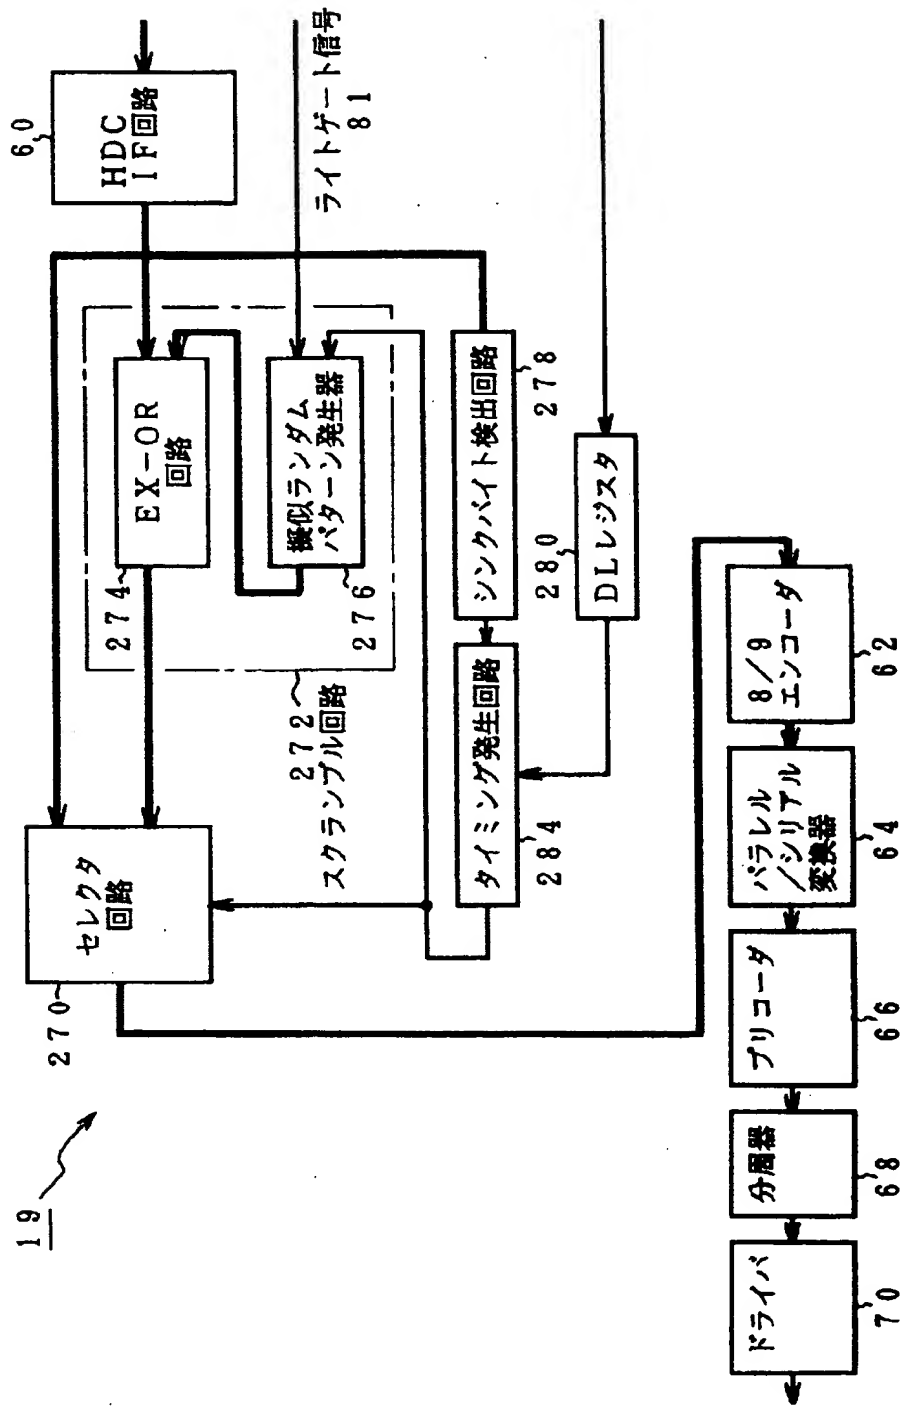 19
60
HDC
IF回路
ライトゲート信号
81
270
セレクタ
回路
274
EX−OR
回路
擬似ランダム
パターン発生器
276
272
スクランブル回路
シンクバイト検出回路
278
タイミング発生回路
284
280
DLレジスタ
8/9
エンコーダ
62
パラレル
/シリアル
変換器
64
プリコーダ
66
分周器
68
ドライバ
70